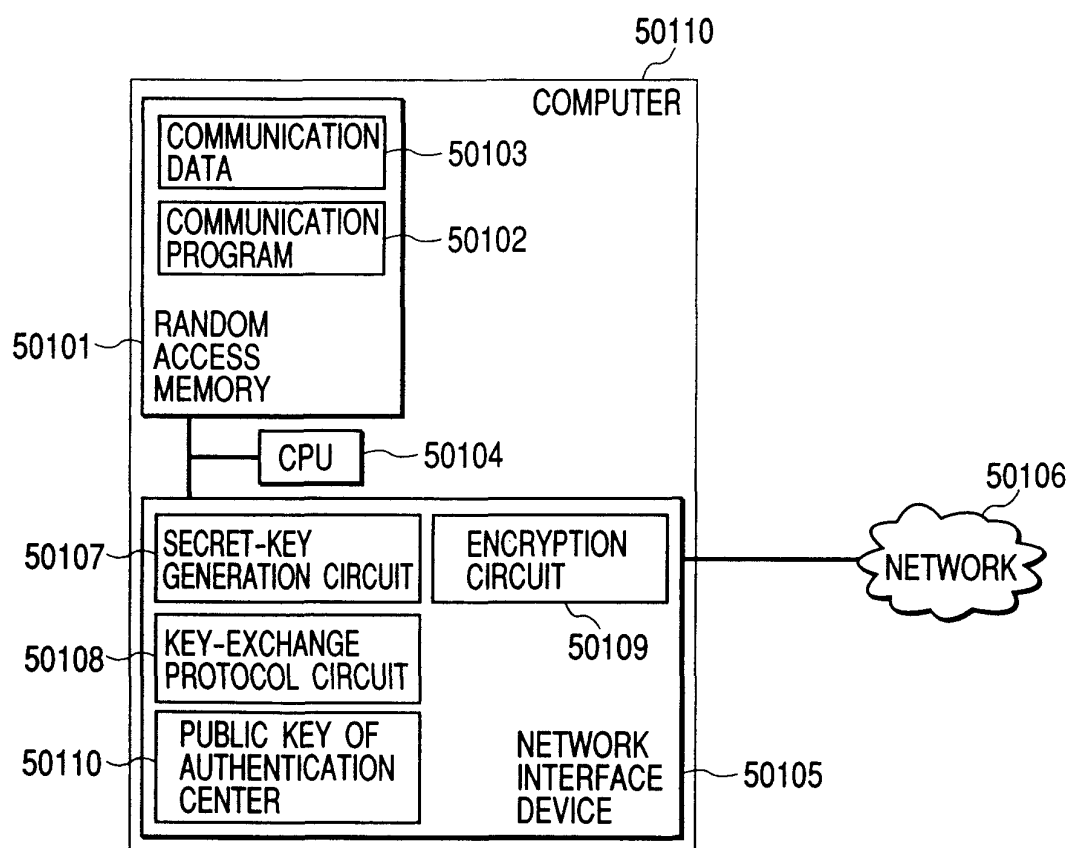 50110
COMPUTER
COMMUNICATION
DATA
50103
COMMUNICATION
PROGRAM
50102
RANDOM
ACCESS
MEMORY
50101
CPU
50104
50106
NETWORK
SECRET-KEY
GENERATION CIRCUIT
50107
ENCRYPTION
CIRCUIT
50109
KEY-EXCHANGE
PROTOCOL CIRCUIT
50108
PUBLIC KEY OF
AUTHENTICATION
CENTER
50110
NETWORK
INTERFACE
DEVICE
50105